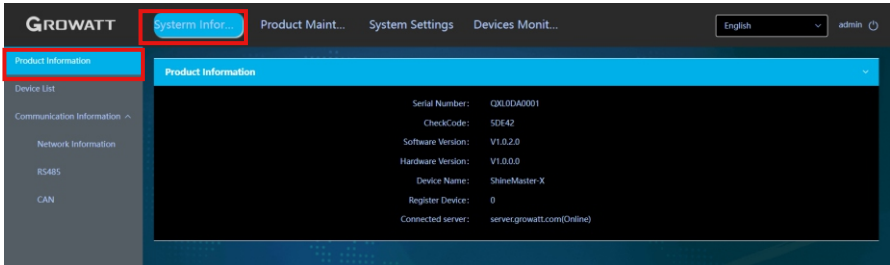 GROWATT
Systerm Infor...
Product Maint...
System Settings
Devices Monit...
English
admin
Product Information
Device List
Communication Information
Network Information
RS485
CAN
Product Information
Serial Number: QXL0DA0001
CheckCode: 5DE42
Software Version: V1.0.2.0
Hardware Version: V1.0.0.0
Device Name: ShineMaster-X
Register Device: 0
Connected server: server.growatt.com(Online)